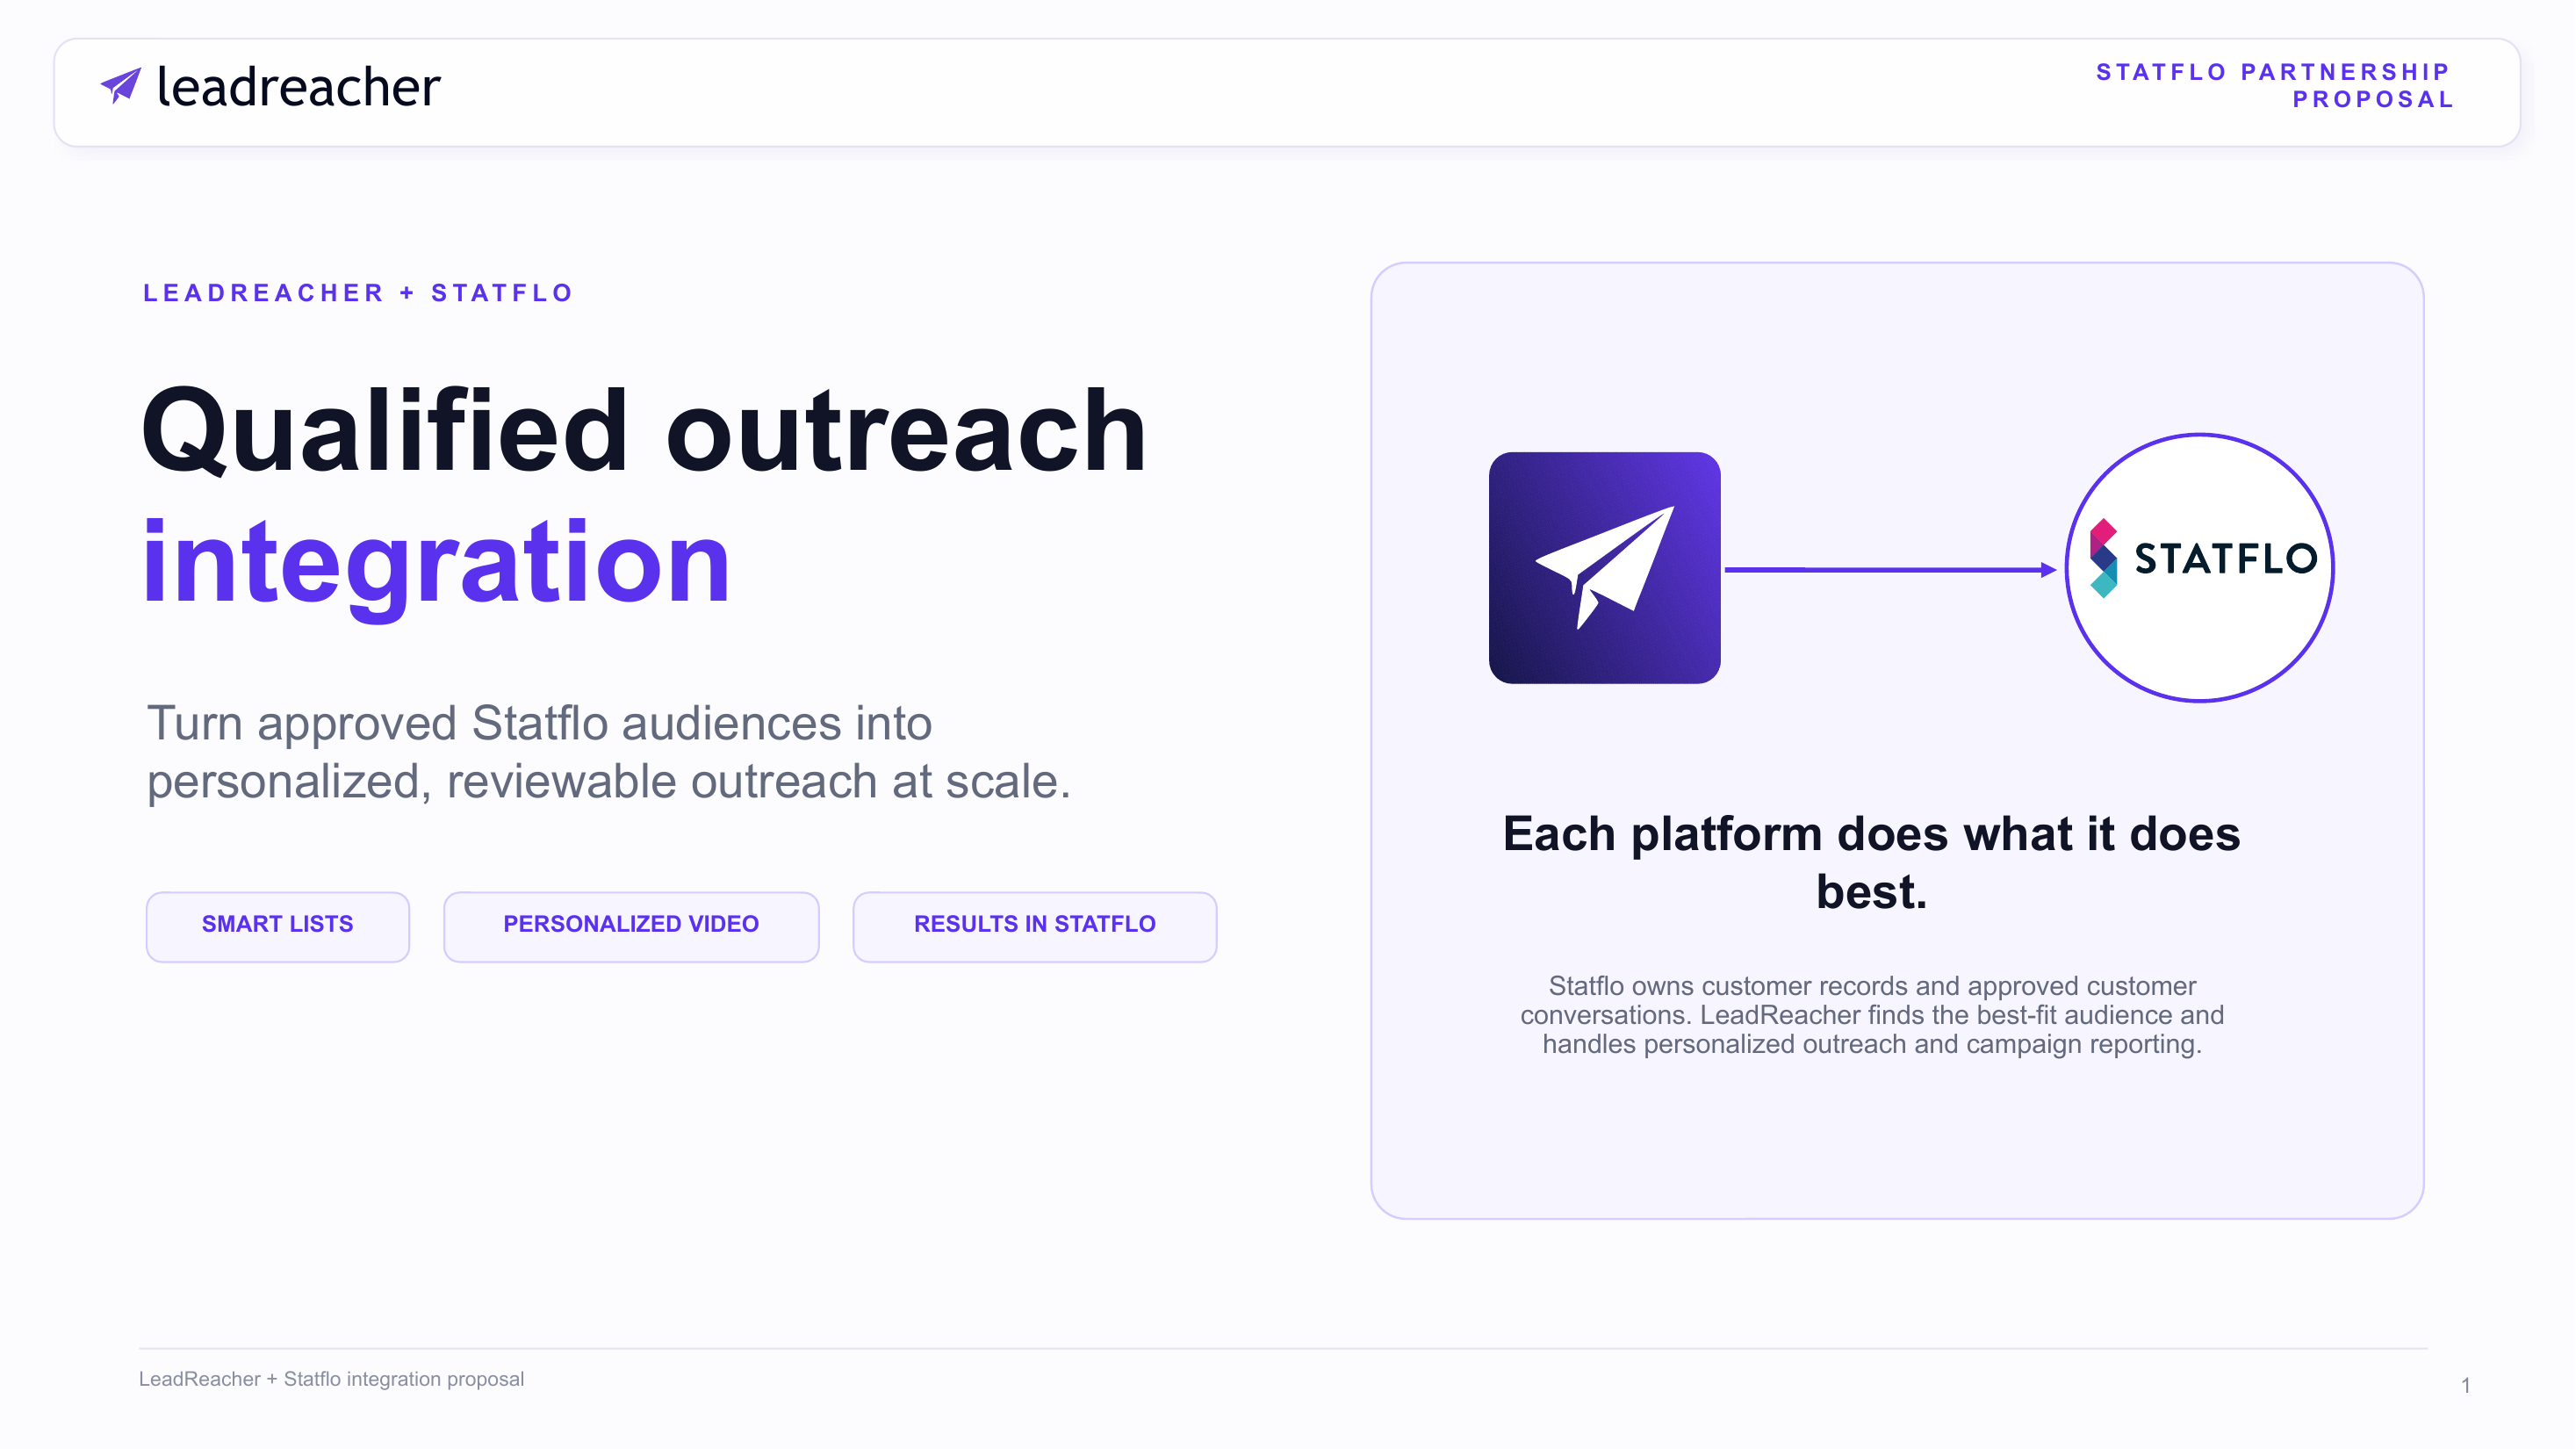 leadreacher
STATFLO PARTNERSHIP
PROPOSAL
LEADREACHER + STATFLO
Qualified outreach
integration
Turn approved Statflo audiences into
personalized, reviewable outreach at scale.
SMART LISTS
PERSONALIZED VIDEO
RESULTS IN STATFLO
STATFLO
Each platform does what it does
best.
Statflo owns customer records and approved customer
conversations. LeadReacher finds the best-fit audience and
handles personalized outreach and campaign reporting.
LeadReacher + Statflo integration proposal
1